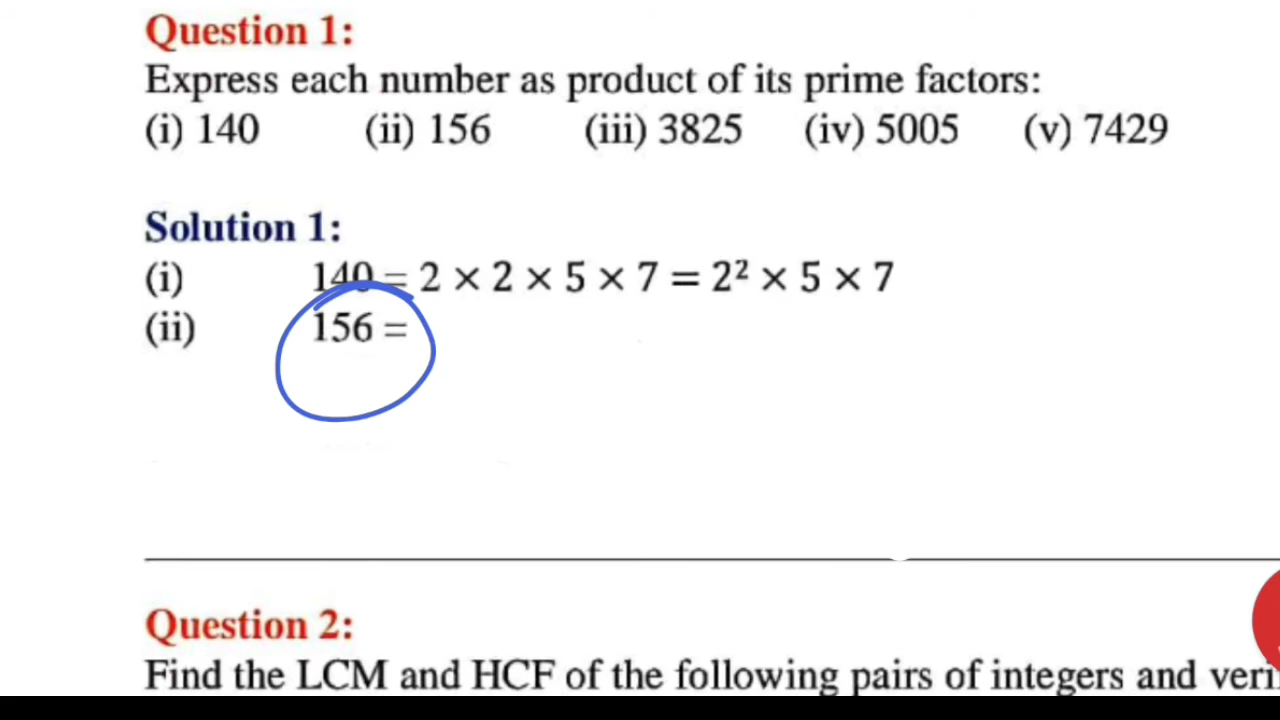 Question 1:
Express each number as product of its prime factors:
(i) 140 (ii) 156 (iii) 3825 (iv) 5005 (v) 7429
Solution 1:
(i) 140 = 2 × 2 × 5 × 7 = 2² × 5 × 7
(ii) 156 =
Question 2:
Find the LCM and HCF of the following pairs of integers and